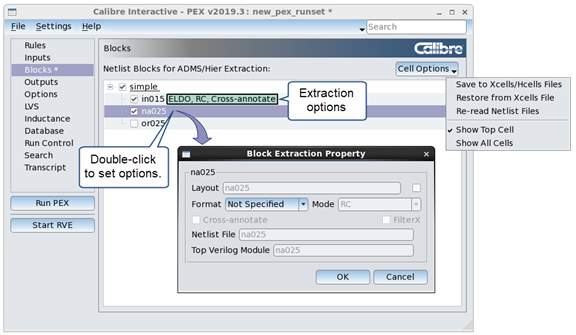 Calibre Interactive - PEX v2019.3: new_pex_runset *
File Settings Help
Search
Rules
Inputs
Blocks *
Outputs
Options
LVS
Inductance
Database
Run Control
Search
Transcript
Run PEX
Start RVE
Blocks
Calibre
Netlist Blocks for ADMS/Hier Extraction:
Cell Options
simple
in015 ELDO, RC, Cross-annotate
na025
or025
Extraction
options
Double-click
to set options.
Save to Xcells/Hcells Files
Restore from Xcells File
Re-read Netlist Files
Show Top Cell
Show All Cells
Block Extraction Property
na025
Layout na025
Format Not Specified Mode RC
Cross-annotate FilterX
Netlist File na025
Top Verilog Module na025
OK Cancel